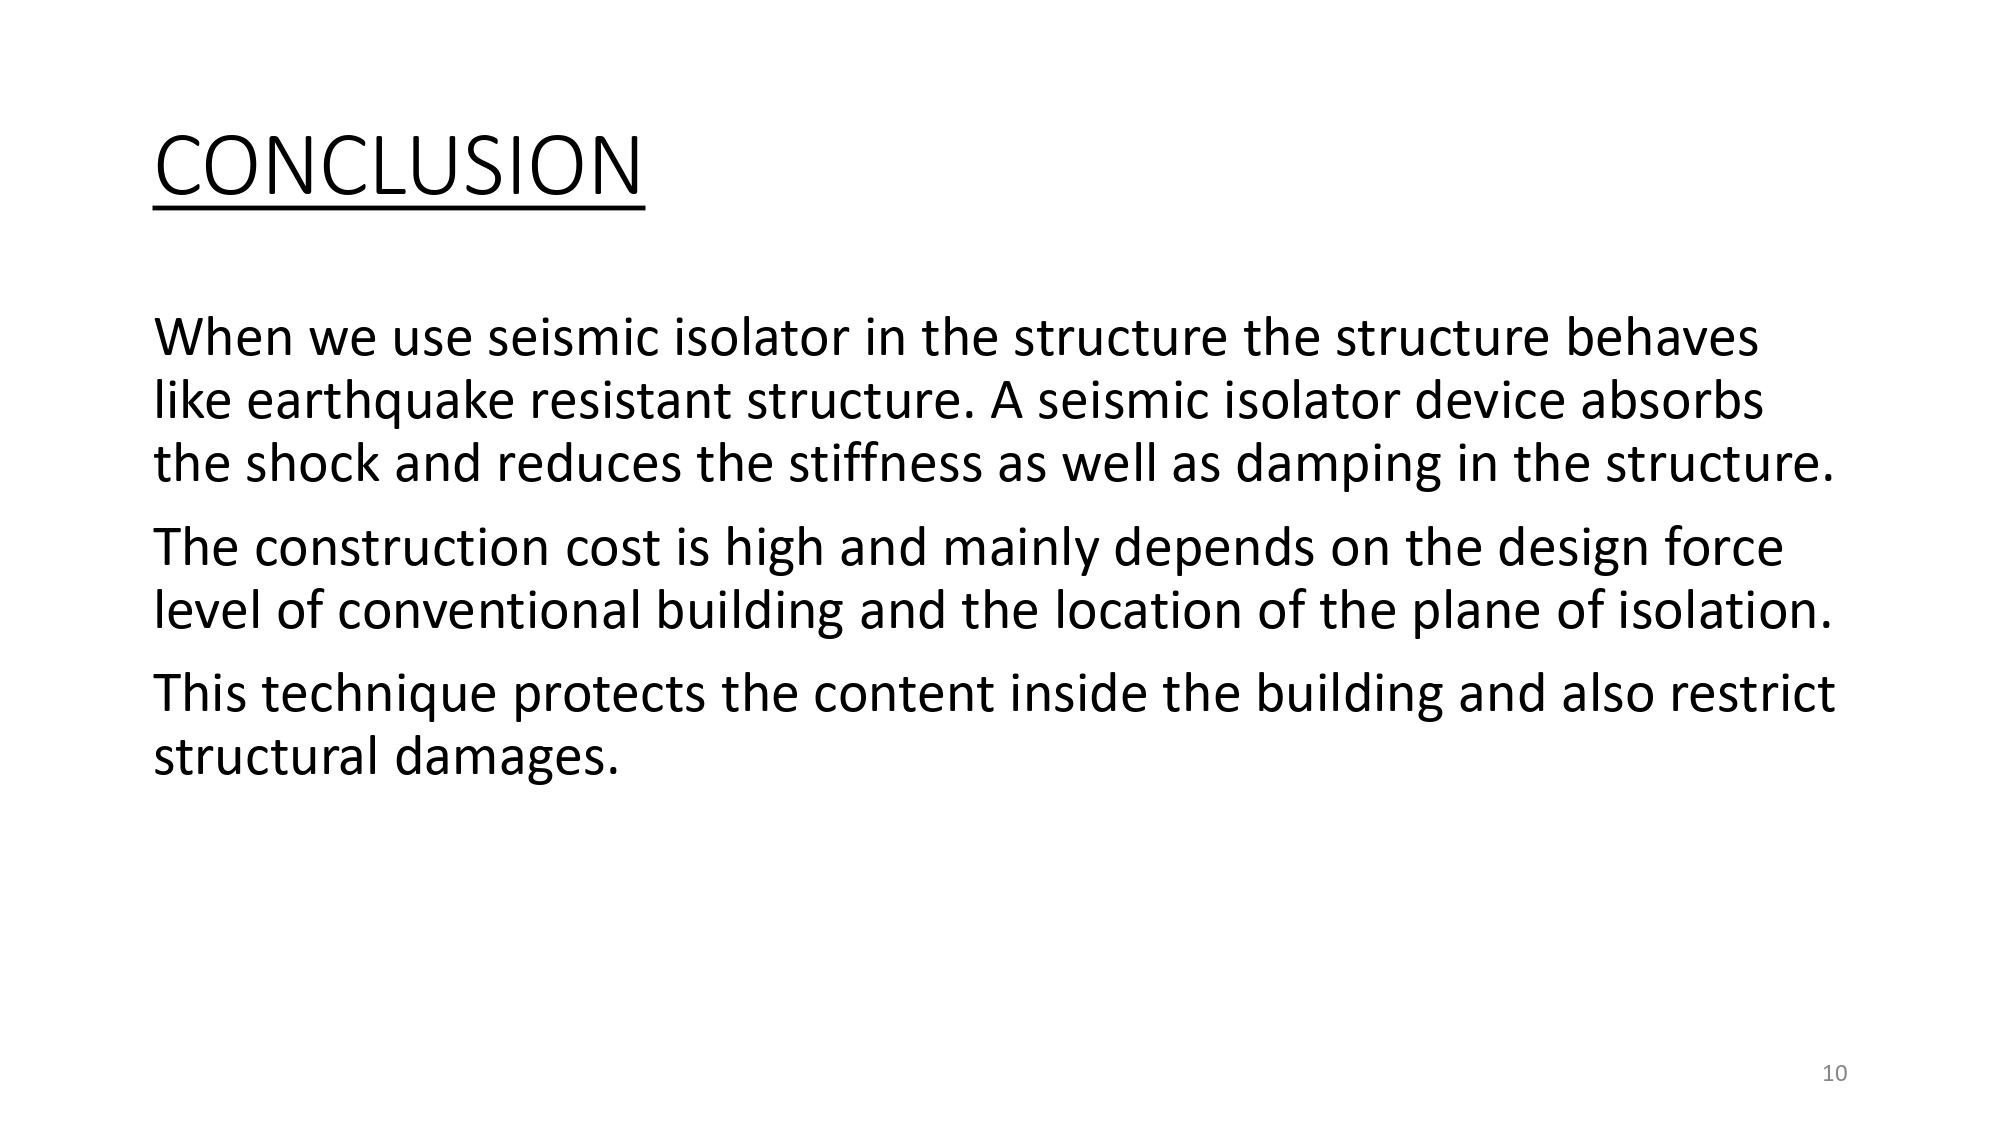 CONCLUSION
When we use seismic isolator in the structure the structure behaves
like earthquake resistant structure. A seismic isolator device absorbs
the shock and reduces the stiffness as well as damping in the structure.
The construction cost is high and mainly depends on the design force
level of conventional building and the location of the plane of isolation.
This technique protects the content inside the building and also restrict
structural damages.
10